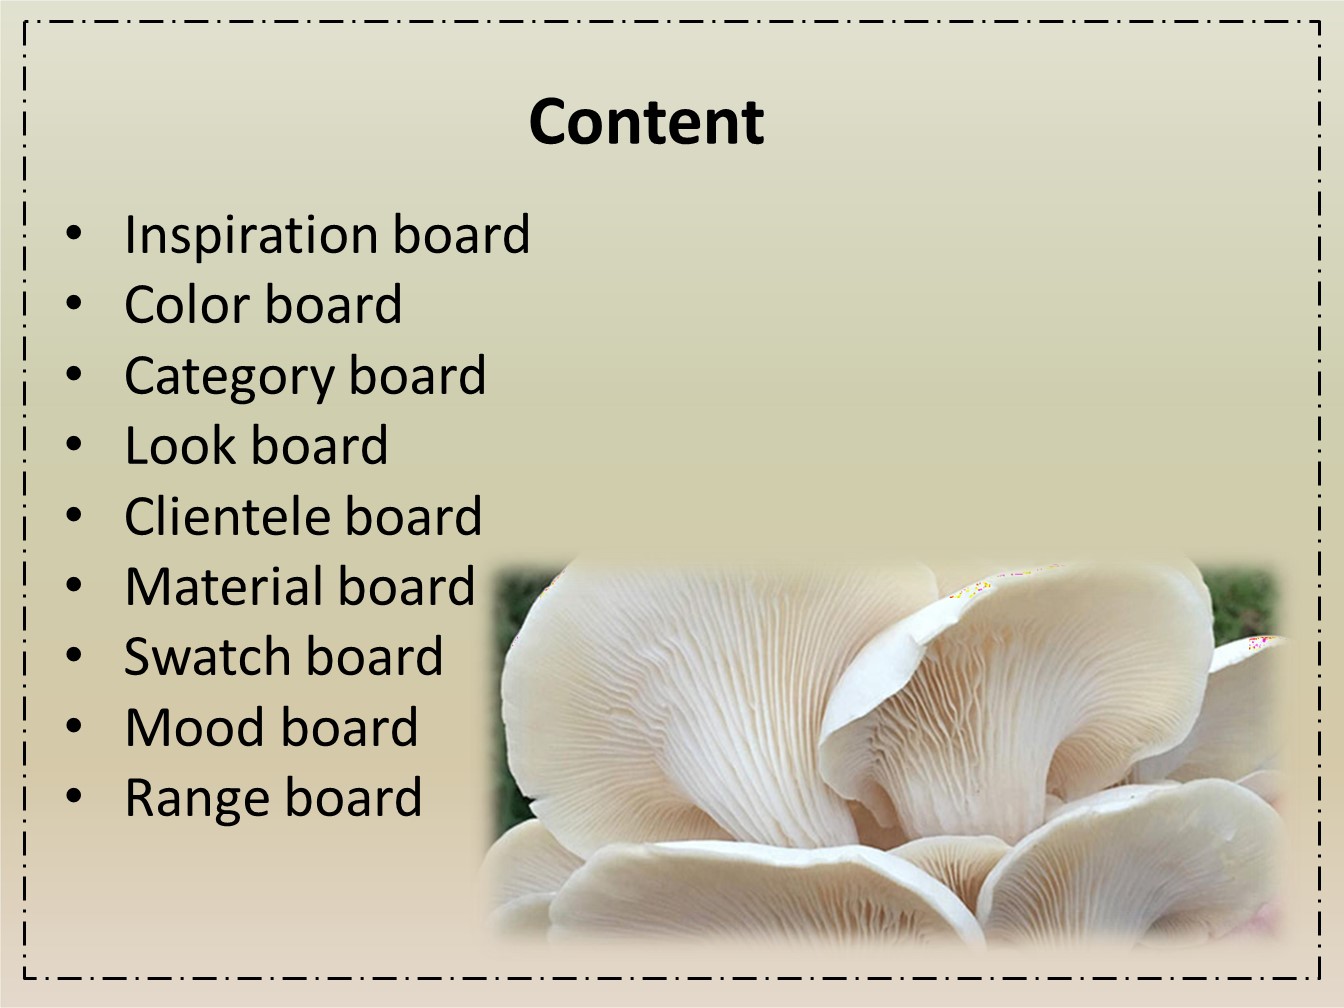 Content
• Inspiration board
• Color board
• Category board
• Look board
• Clientele board
• Material board
• Swatch board
• Mood board
• Range board